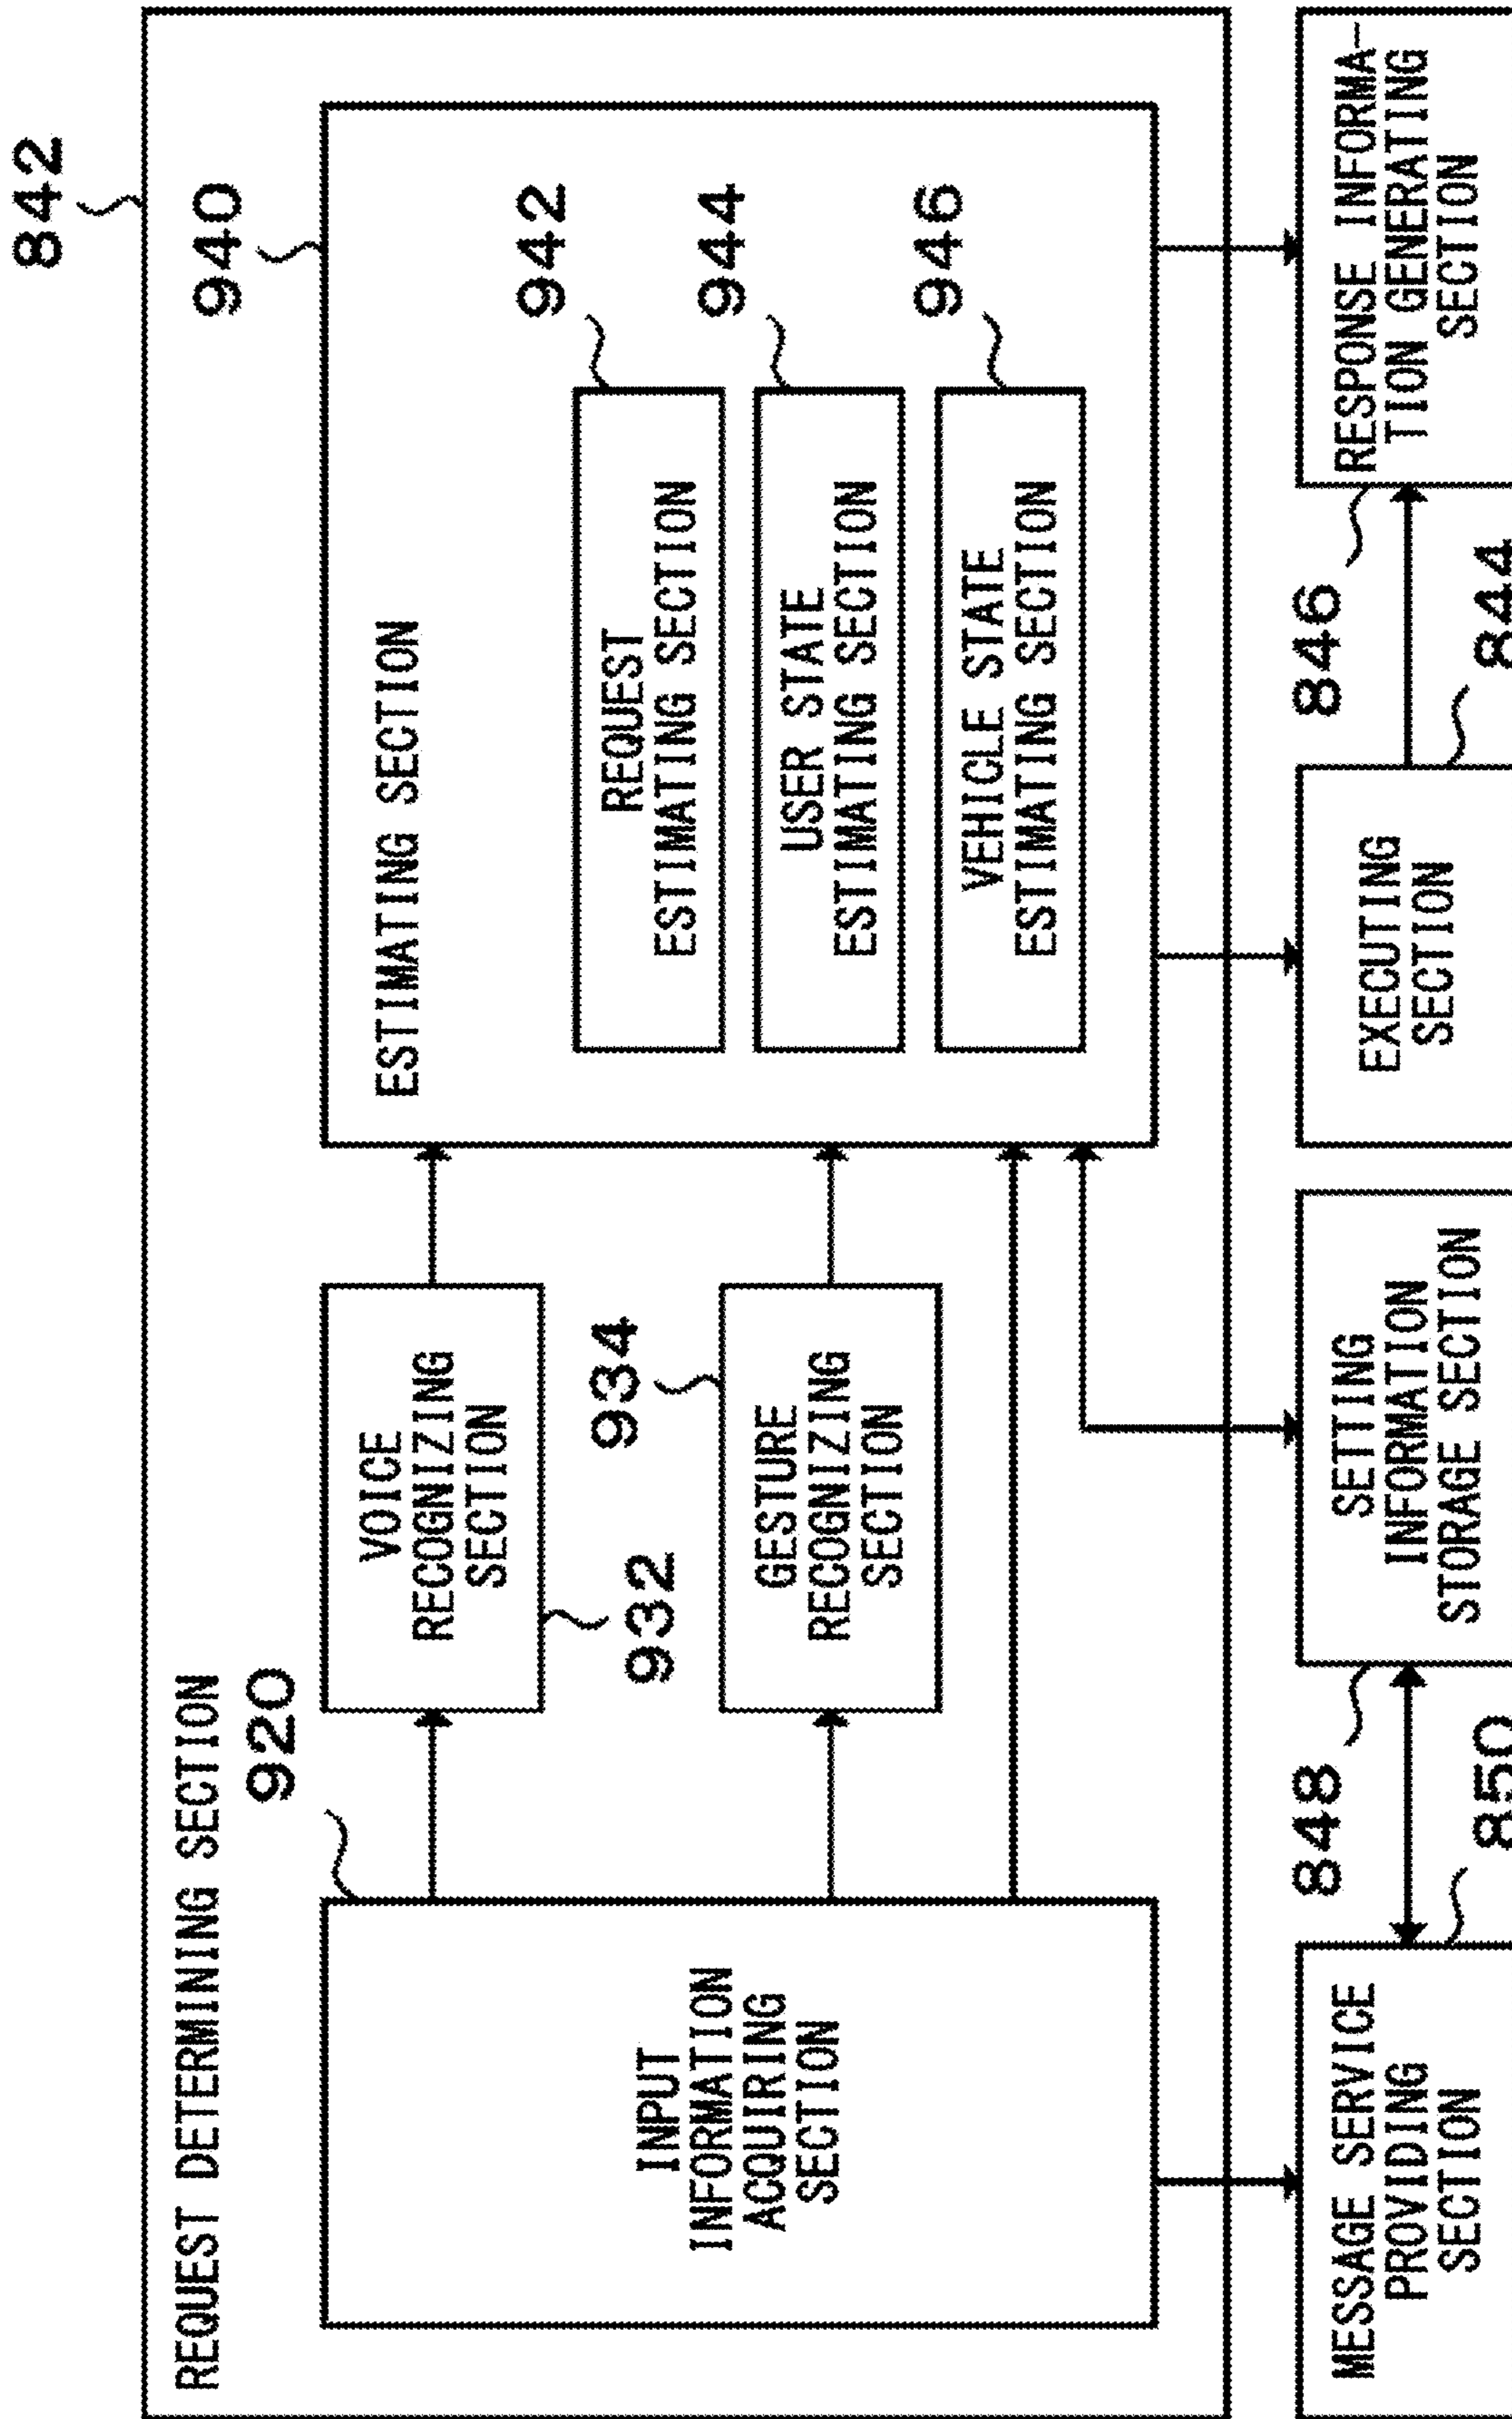 842
REQUEST DETERMINING SECTION
920
940
INPUT
INFORMATION
ACQUIRING
SECTION
VOICE
RECOGNIZING
SECTION
932
934
GESTURE
RECOGNIZING
SECTION
ESTIMATING SECTION
942
REQUEST
ESTIMATING SECTION
944
USER STATE
ESTIMATING SECTION
946
VEHICLE STATE
ESTIMATING SECTION
MESSAGE SERVICE
PROVIDING
SECTION
850
848
SETTING
INFORMATION
STORAGE SECTION
EXECUTING
SECTION
844
846
RESPONSE INFORMA-
TION GENERATING
SECTION